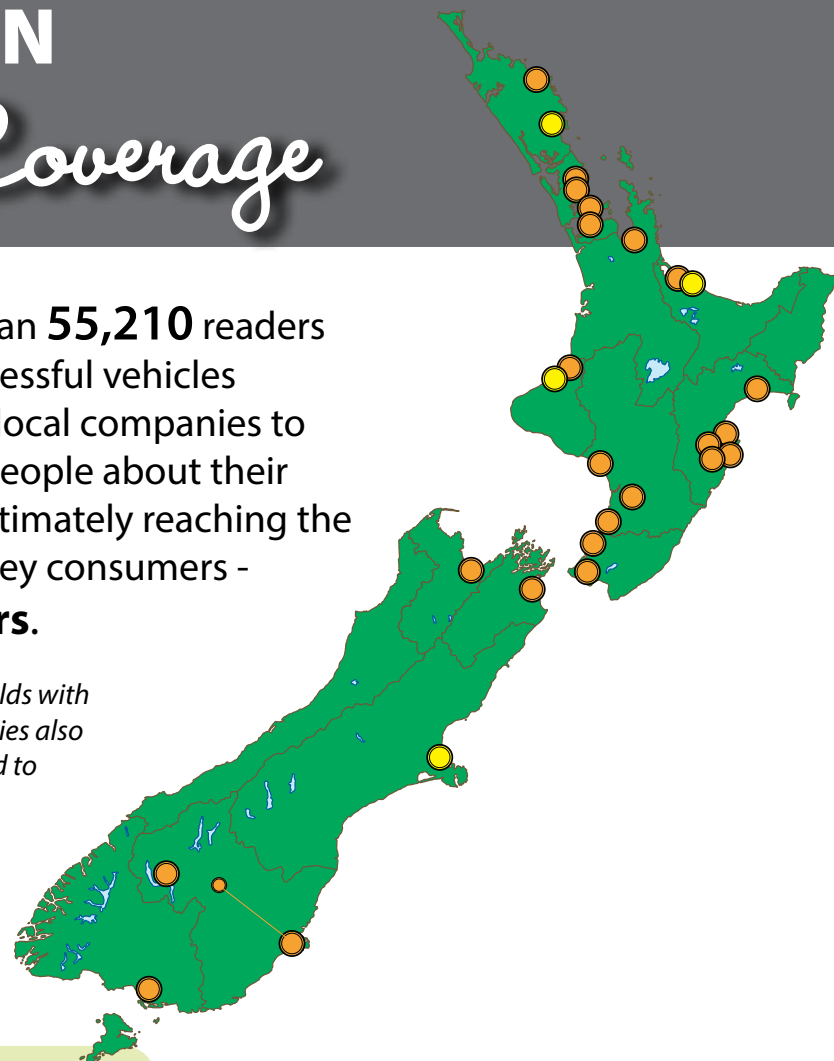 N
Coverage
an 55,210 readers
essful vehicles
local companies to
eople about their
timately reaching the
ey consumers -
rs.
lds with
ies also
d to